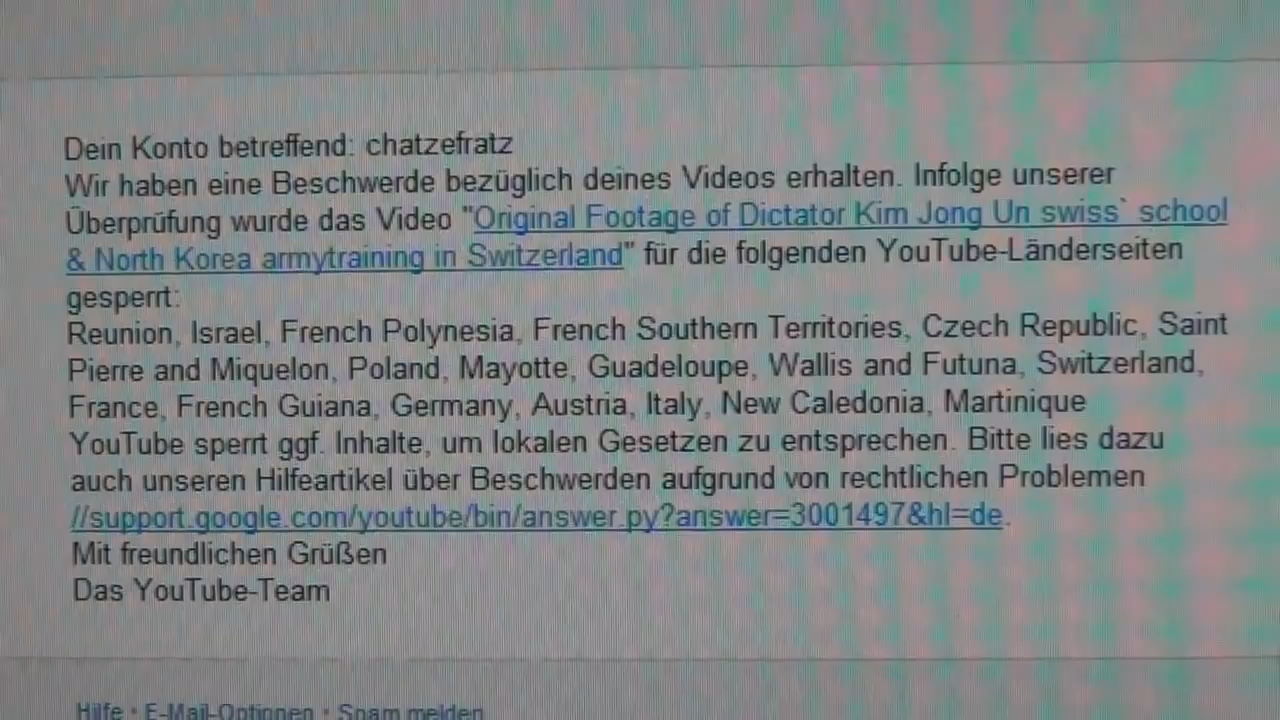 Dein Konto betreffend: chatzefratz
Wir haben eine Beschwerde bezüglich deines Videos erhalten. Infolge unserer
Überprüfung wurde das Video "Original Footage of Dictator Kim Jong Un swiss` school
& North Korea armytraining in Switzerland" für die folgenden YouTube-Länderseiten
gesperrt:
Reunion, Israel, French Polynesia, French Southern Territories, Czech Republic, Saint
Pierre and Miquelon, Poland, Mayotte, Guadeloupe, Wallis and Futuna, Switzerland,
France, French Guiana, Germany, Austria, Italy, New Caledonia, Martinique
YouTube sperrt ggf. Inhalte, um lokalen Gesetzen zu entsprechen. Bitte lies dazu
auch unseren Hilfeartikel über Beschwerden aufgrund von rechtlichen Problemen
//support.google.com/youtube/bin/answer.py?answer=3001497&hl=de.
Mit freundlichen Grüßen
Das YouTube-Team
Hilfe • E-Mail-Optionen • Spam melden